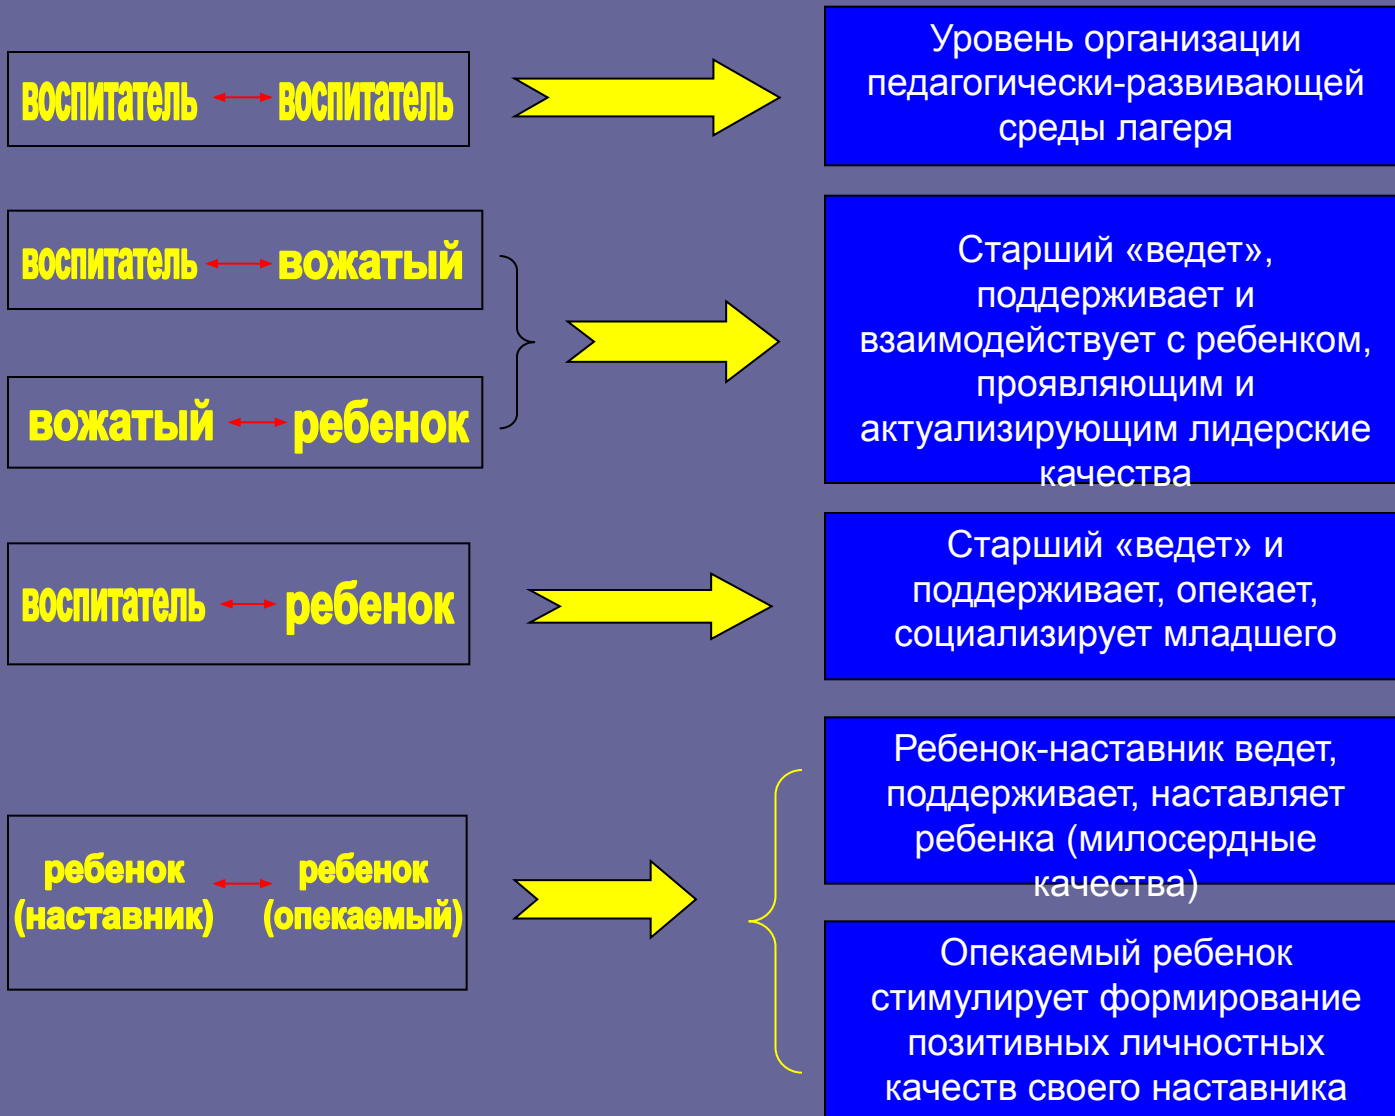 воспитатель воспитатель
Уровень организации
педагогически-развивающей
среды лагеря
воспитатель вожатый
вожатый ребенок
Старший «ведет»,
поддерживает и
взаимодействует с ребенком,
проявляющим и
актуализирующим лидерские
качества
воспитатель ребенок
Старший «ведет» и
поддерживает, опекает,
социализирует младшего
ребенок ребенок
(наставник) (опекаемый)
Ребенок-наставник ведет,
поддерживает, наставляет
ребенка (милосердные
качества)
Опекаемый ребенок
стимулирует формирование
позитивных личностных
качеств своего наставника